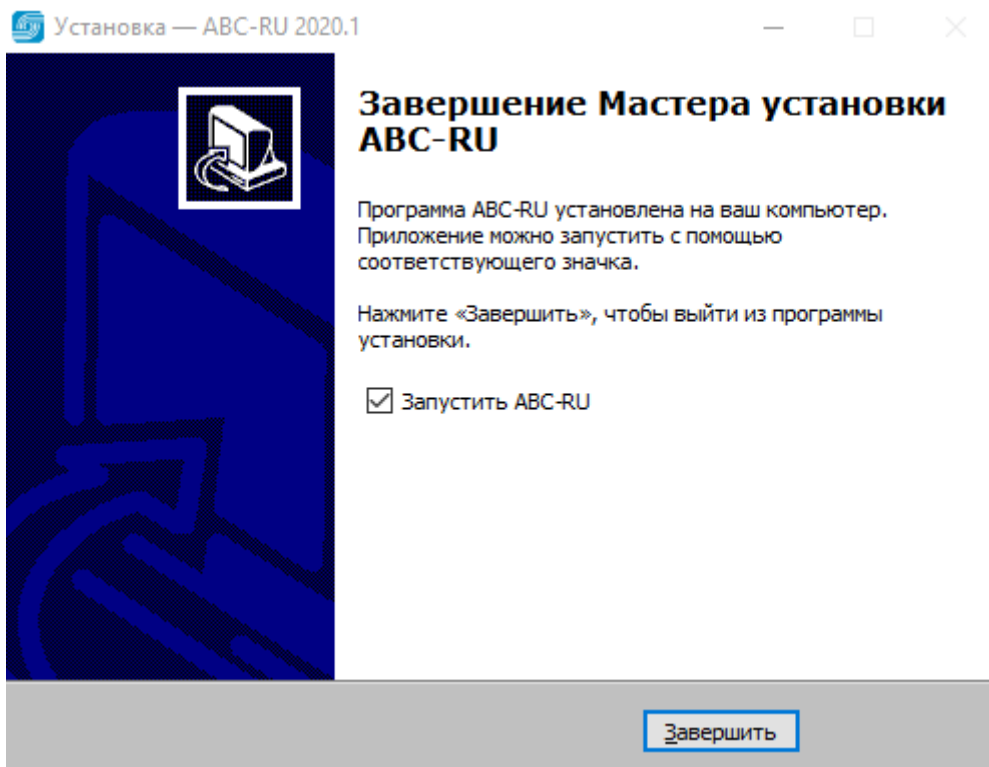 Установка — ABC-RU 2020.1
Завершение Мастера установки
ABC-RU
Программа ABC-RU установлена на ваш компьютер.
Приложение можно запустить с помощью
соответствующего значка.
Нажмите «Завершить», чтобы выйти из программы
установки.
Запустить ABC-RU
Завершить